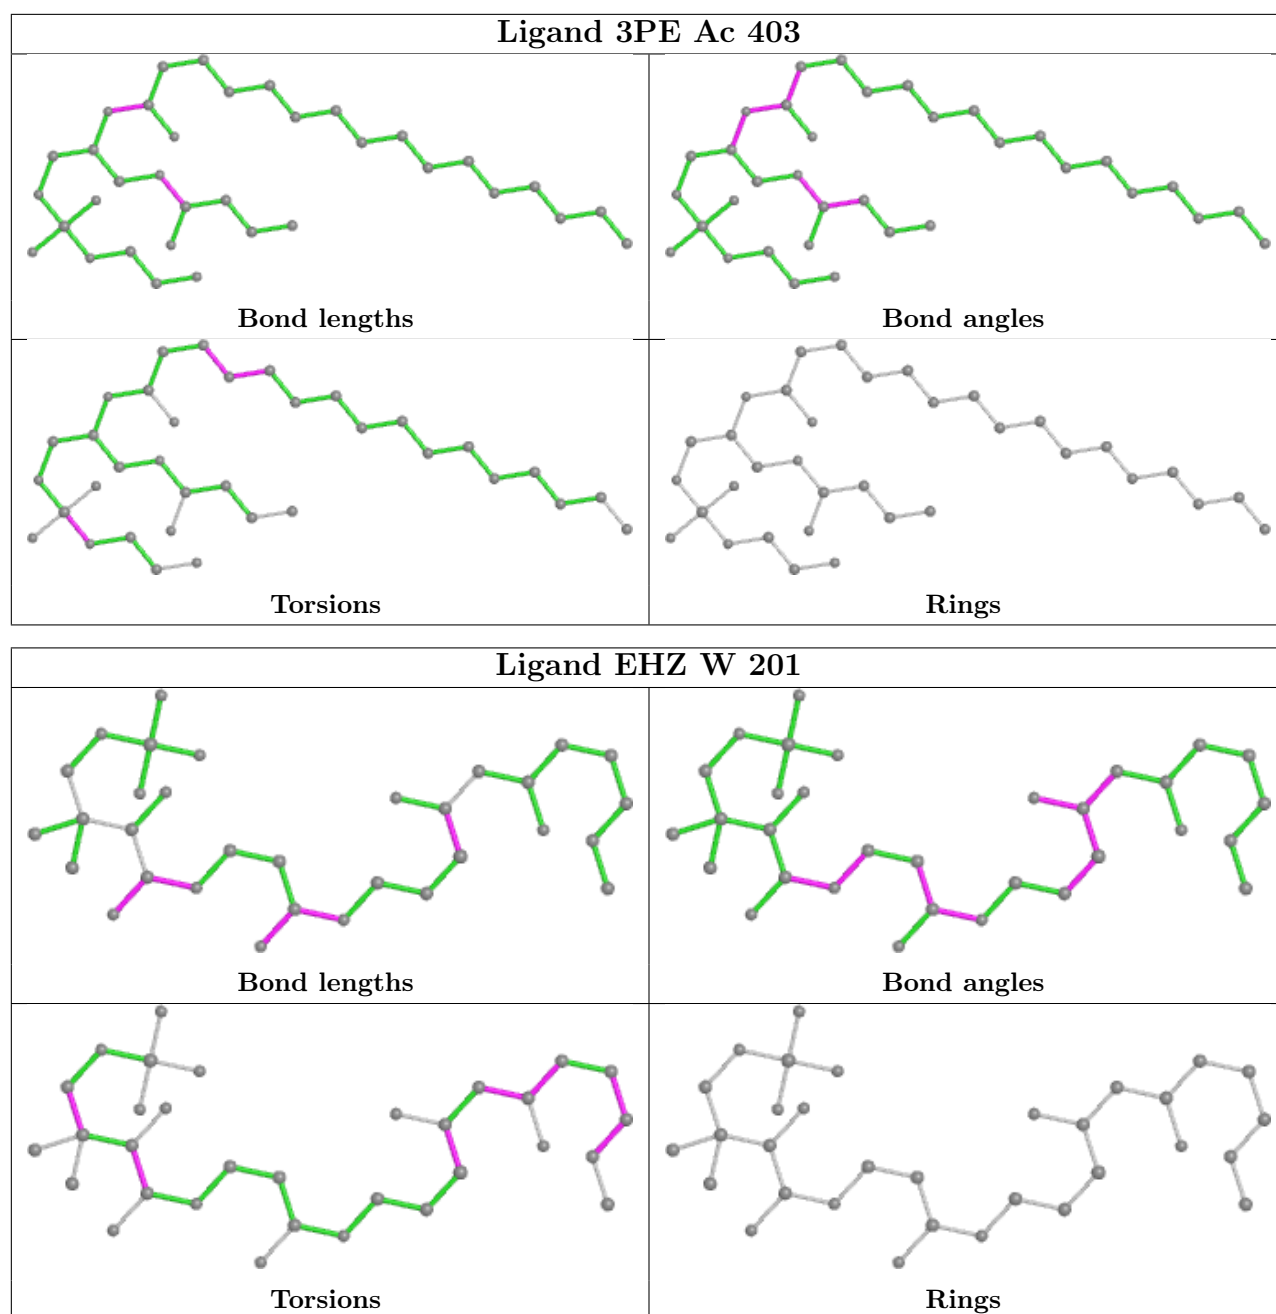 Ligand 3PE Ac 403
Bond lengths
Bond angles
Torsions
Rings
Ligand EHZ W 201
Bond lengths
Bond angles
Torsions
Rings